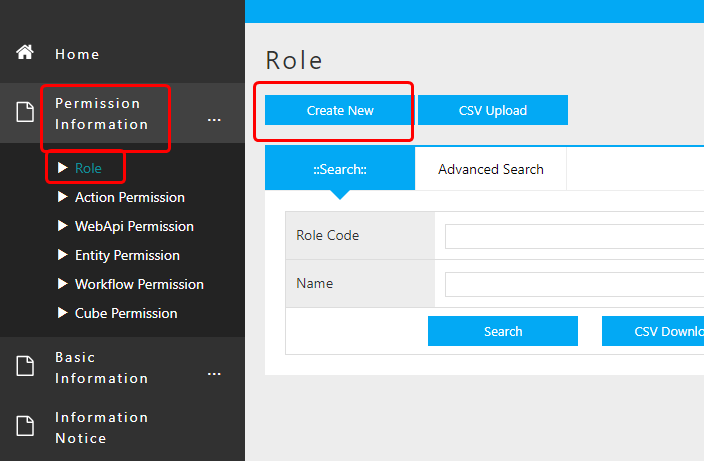 Home
Permission
Information
...
Role
Action Permission
WebApi Permission
Entity Permission
Workflow Permission
Cube Permission
Basic
Information
...
Information
Notice
Role
Create New
CSV Upload
::Search::
Advanced Search
Role Code
Name
Search
CSV Downlo